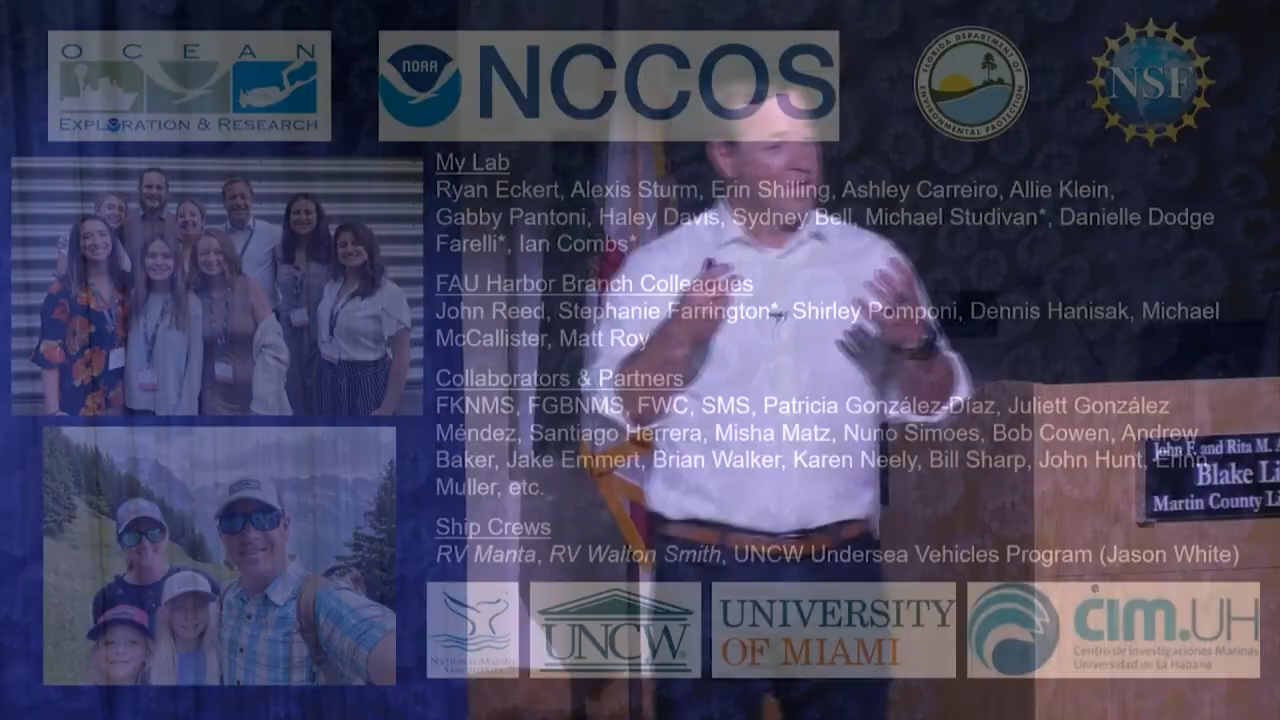 OCEAN
EXPLORATION & RESEARCH
NOAA
NCCOS
FLORIDA DEPARTMENT OF
ENVIRONMENTAL PROTECTION
NSF
My Lab
Ryan Eckert, Alexis Sturm, Erin Shilling, Ashley Carreiro, Allie Klein,
Gabby Pantoni, Haley Davis, Sydney Bell, Michael Studivan*, Danielle Dodge
Farelli*, Ian Combs*
FAU Harbor Branch Colleagues
John Reed, Stephanie Farrington*, Shirley Pomponi, Dennis Hanisak, Michael
McCallister, Matt Roy
Collaborators & Partners
FKNMS, FGBNMS, FWC, SMS, Patricia González-Díaz, Juliett González
Méndez, Santiago Herrera, Misha Matz, Nuno Simoes, Bob Cowen, Andrew
Baker, Jake Emmert, Brian Walker, Karen Neely, Bill Sharp, John Hunt, Erinn
Muller, etc.
Ship Crews
RV Manta, RV Walton Smith, UNCW Undersea Vehicles Program (Jason White)
John F. and Rita M.
Blake Li
Martin County Li
NATIONAL MARINE
SANCTUARIES
UNCW
UNIVERSITY
OF MIAMI
CIM.UH
Centro de Investigaciones Marinas
Universidad de La Habana